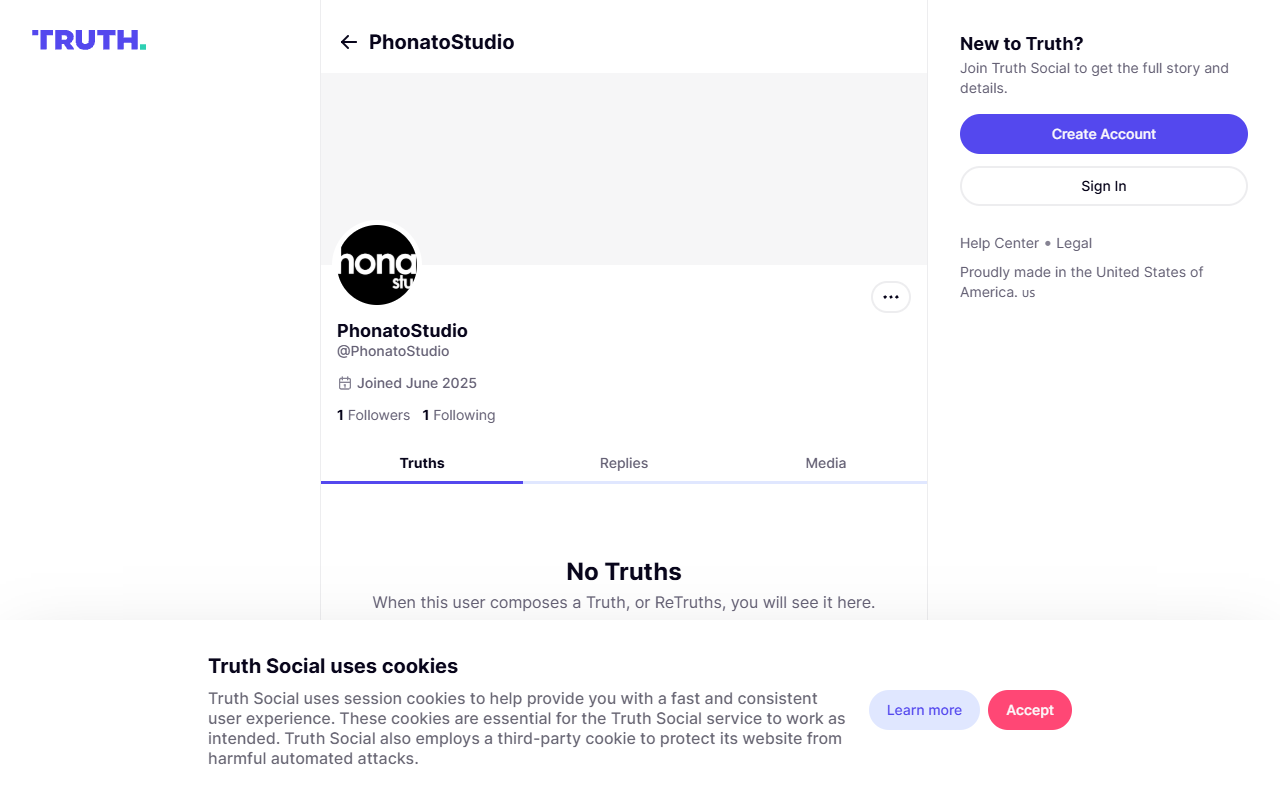 TRUTH.
PhonatoStudio
New to Truth?
Join Truth Social to get the full story and
details.
Create Account
Sign In
Help Center • Legal
Proudly made in the United States of
America. US
hona
stu
PhonatoStudio
@PhonatoStudio
Joined June 2025
1 Followers 1 Following
Truths Replies Media
No Truths
When this user composes a Truth, or ReTruths, you will see it here.
Truth Social uses cookies
Truth Social uses session cookies to help provide you with a fast and consistent
user experience. These cookies are essential for the Truth Social service to work as
intended. Truth Social also employs a third-party cookie to protect its website from
harmful automated attacks.
Learn more
Accept